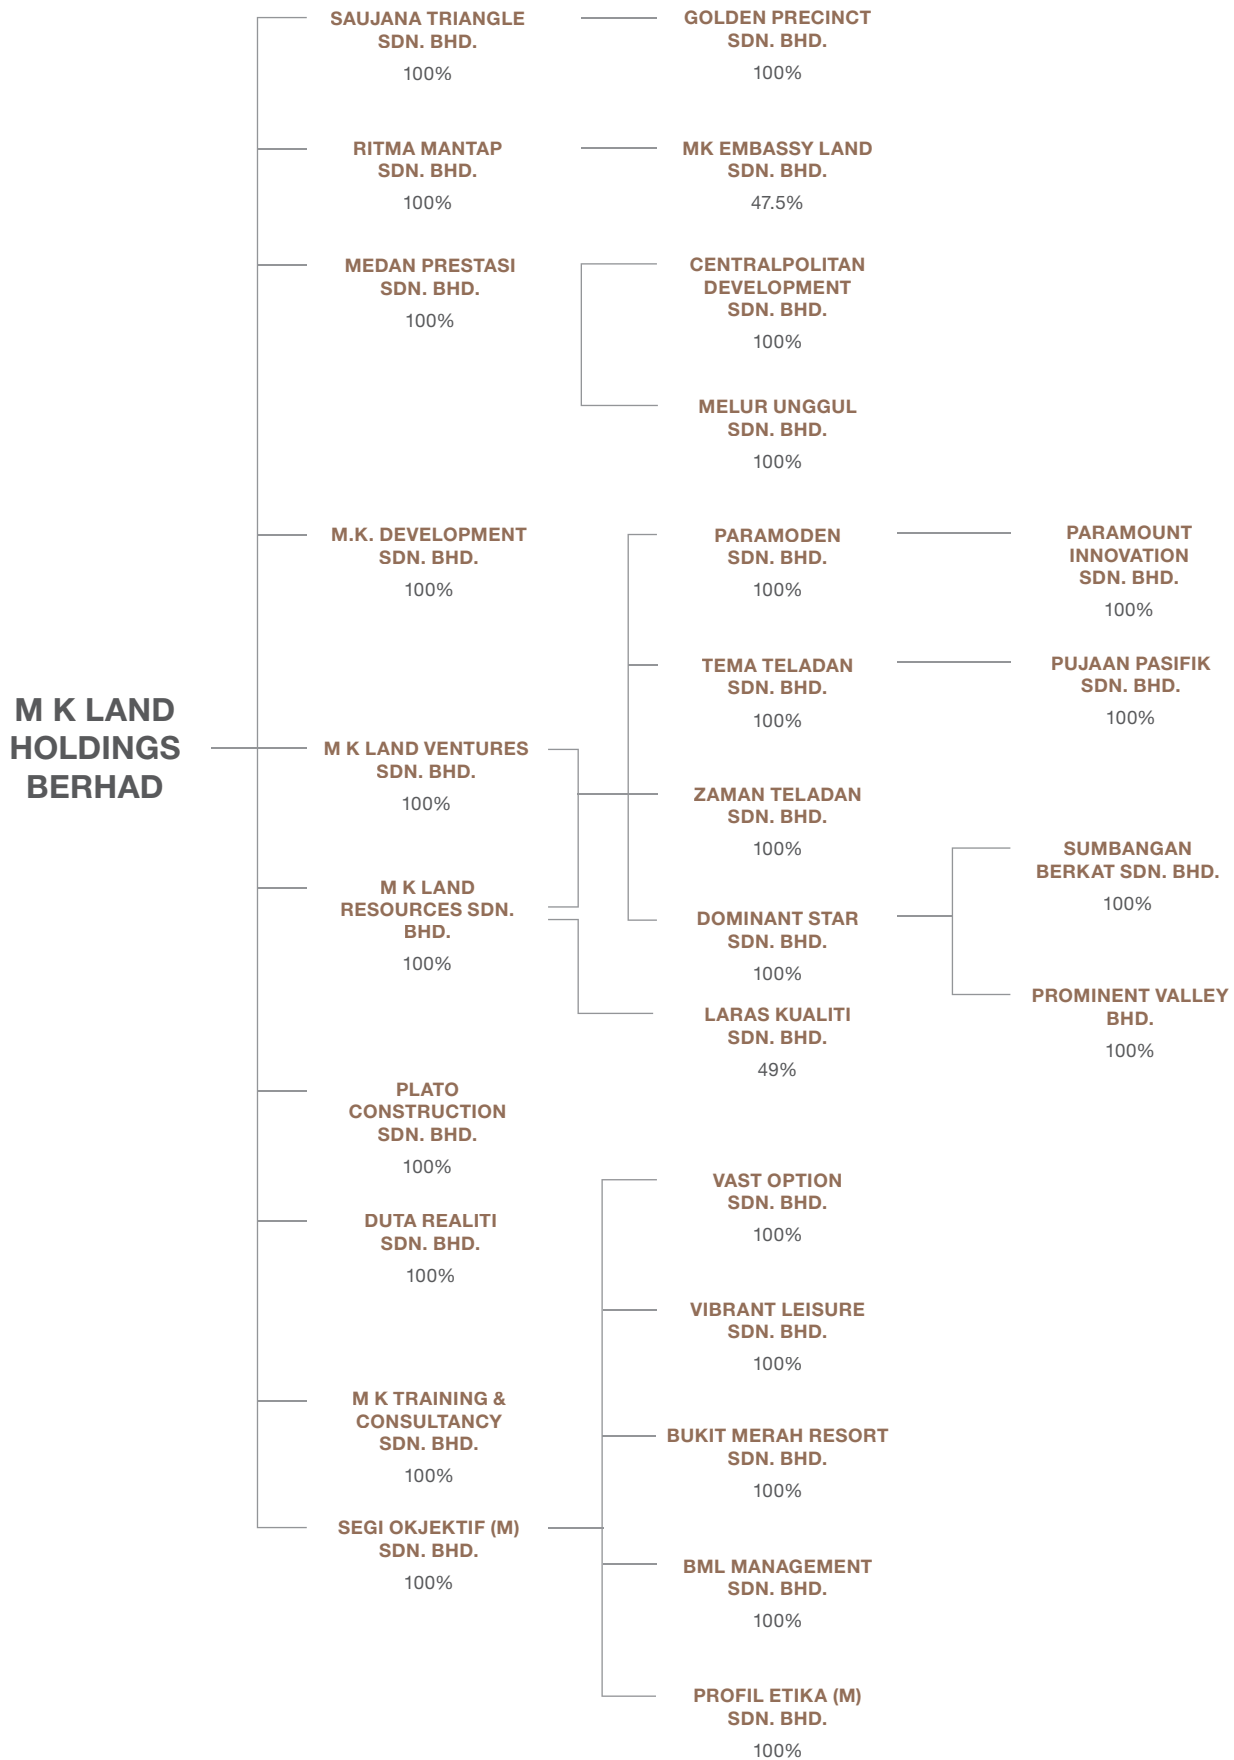 M K LAND
HOLDINGS
BERHAD
SAUJANA TRIANGLE
SDN. BHD.
100%
GOLDEN PRECINCT
SDN. BHD.
100%
RITMA MANTAP
SDN. BHD.
100%
MK EMBASSY LAND
SDN. BHD.
47.5%
MEDAN PRESTASI
SDN. BHD.
100%
CENTRALPOLITAN
DEVELOPMENT
SDN. BHD.
100%
MELUR UNGGUL
SDN. BHD.
100%
M.K. DEVELOPMENT
SDN. BHD.
100%
M K LAND VENTURES
SDN. BHD.
100%
M K LAND
RESOURCES SDN.
BHD.
100%
PARAMODEN
SDN. BHD.
100%
PARAMOUNT
INNOVATION
SDN. BHD.
100%
TEMA TELADAN
SDN. BHD.
100%
PUJAAN PASIFIK
SDN. BHD.
100%
ZAMAN TELADAN
SDN. BHD.
100%
DOMINANT STAR
SDN. BHD.
100%
SUMBANGAN
BERKAT SDN. BHD.
100%
PROMINENT VALLEY
BHD.
100%
LARAS KUALITI
SDN. BHD.
49%
PLATO
CONSTRUCTION
SDN. BHD.
100%
DUTA REALITI
SDN. BHD.
100%
M K TRAINING &
CONSULTANCY
SDN. BHD.
100%
SEGI OKJEKTIF (M)
SDN. BHD.
100%
VAST OPTION
SDN. BHD.
100%
VIBRANT LEISURE
SDN. BHD.
100%
BUKIT MERAH RESORT
SDN. BHD.
100%
BML MANAGEMENT
SDN. BHD.
100%
PROFIL ETIKA (M)
SDN. BHD.
100%